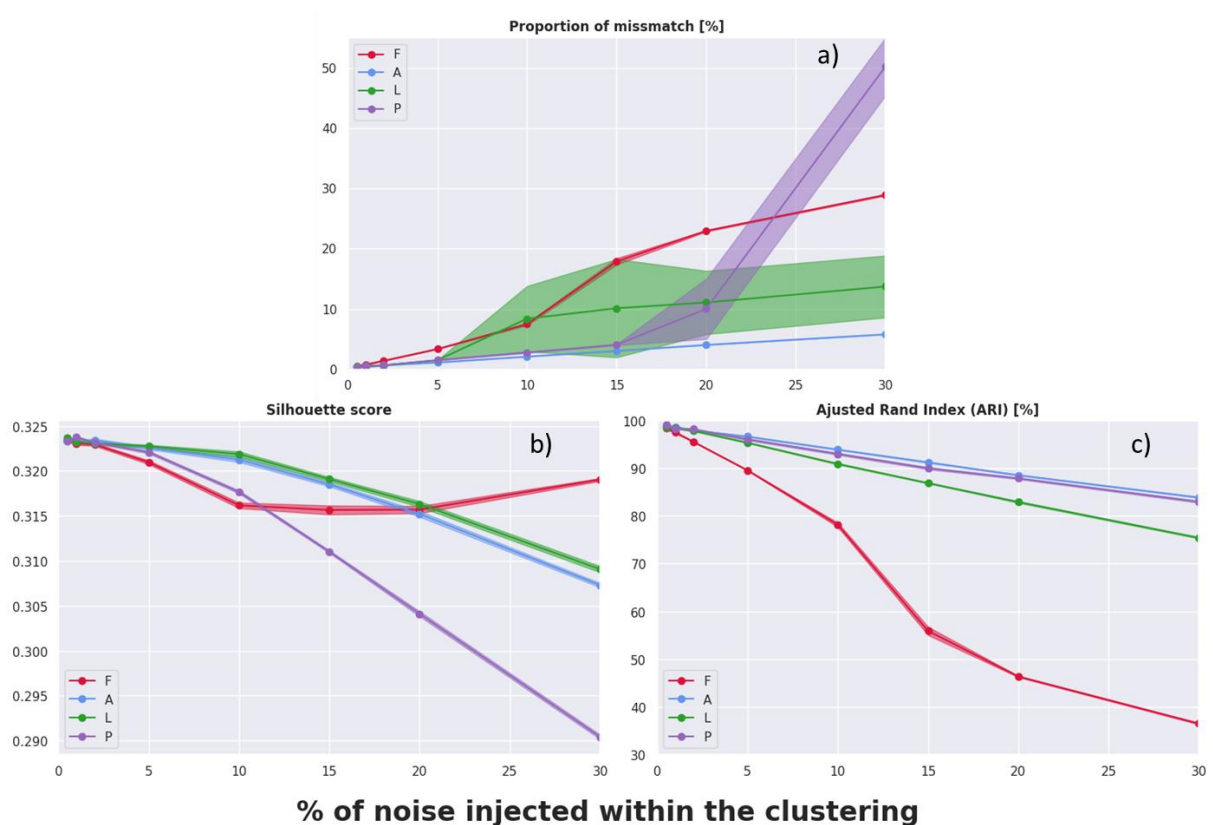 Proportion of missmatch [%]
a)
F
A
L
P
50
40
30
20
10
0
0 5 10 15 20 25 30
Silhouette score
b)
0.325
0.320
0.315
0.310
0.305
0.300
0.295
0.290
F
A
L
P
0 5 10 15 20 25 30
Ajusted Rand Index (ARI) [%]
c)
100
90
80
70
60
50
40
30
F
A
L
P
0 5 10 15 20 25 30
% of noise injected within the clustering